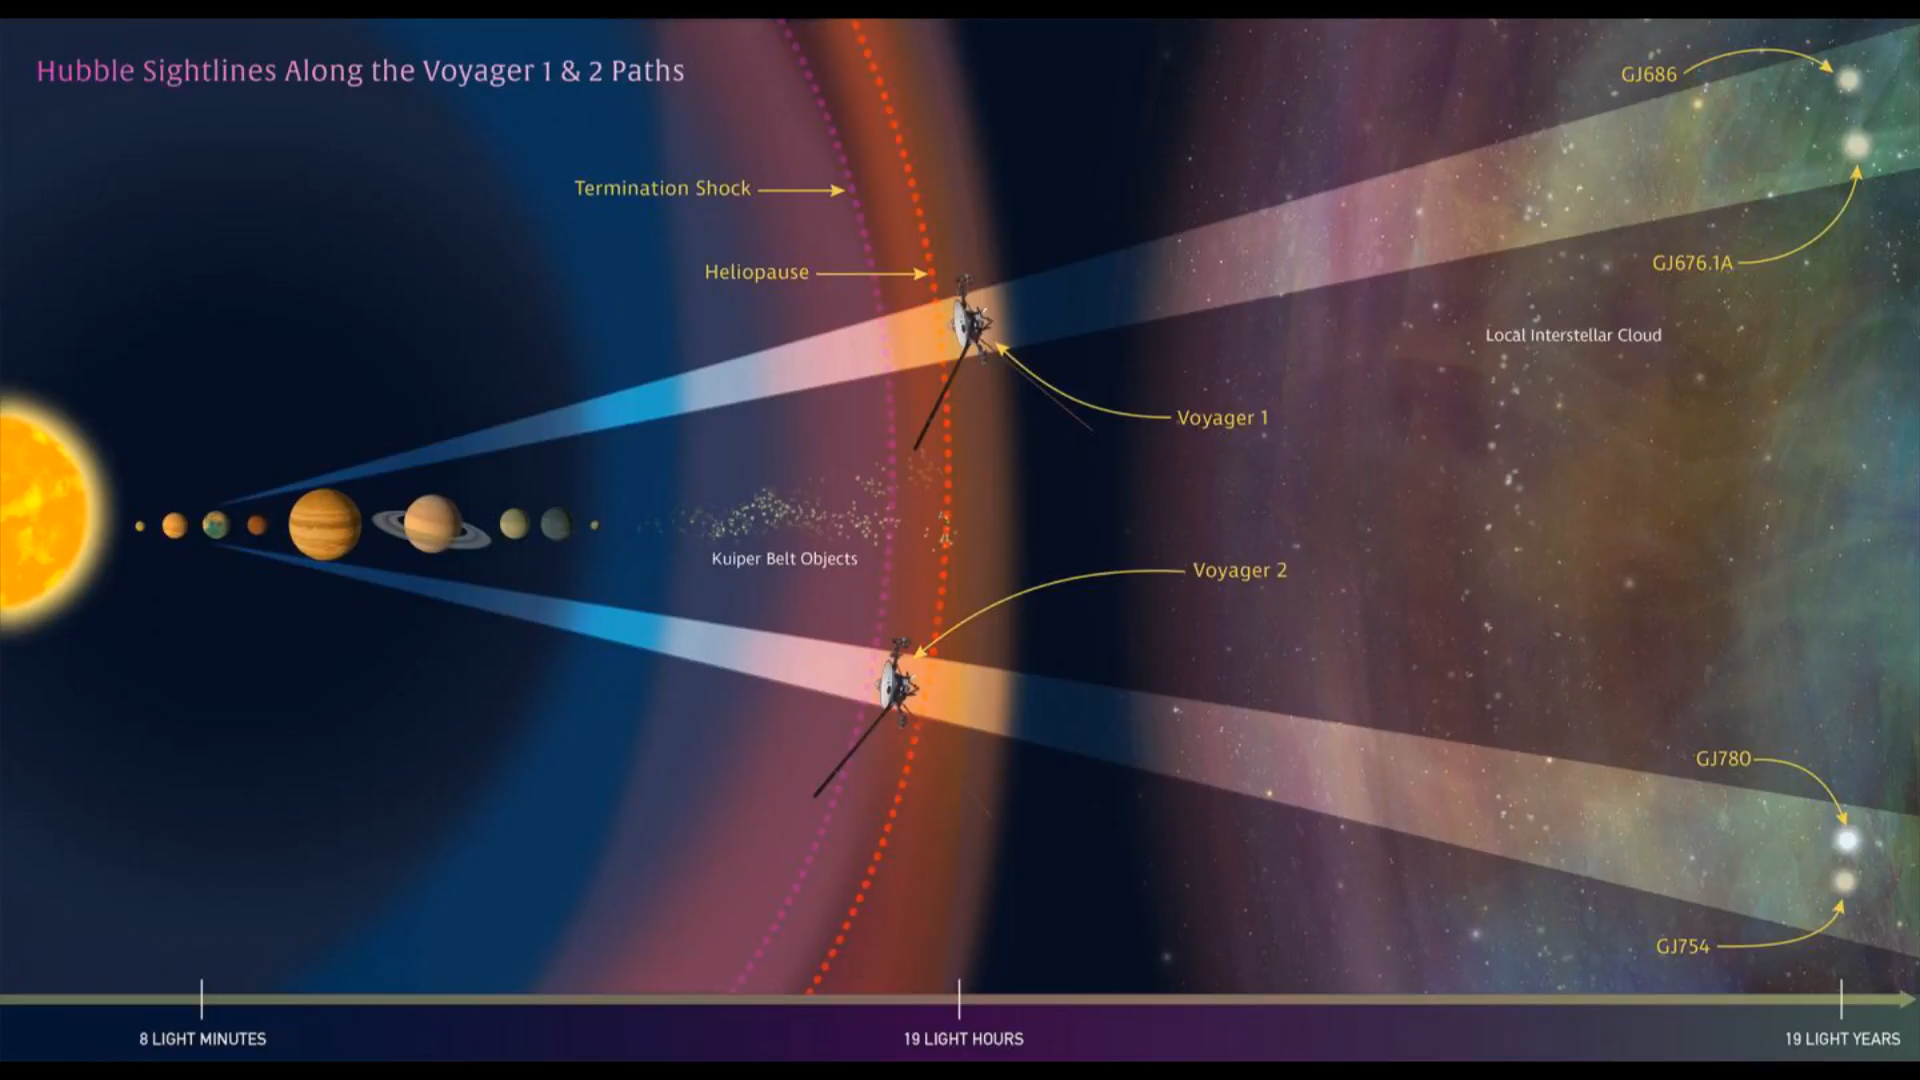 Hubble Sightlines Along the Voyager 1 & 2 Paths
GJ686
Termination Shock
GJ676.1A
Heliopause
Local Interstellar Cloud
Voyager 1
Kuiper Belt Objects
Voyager 2
GJ780
GJ754
8 LIGHT MINUTES
19 LIGHT HOURS
19 LIGHT YEARS